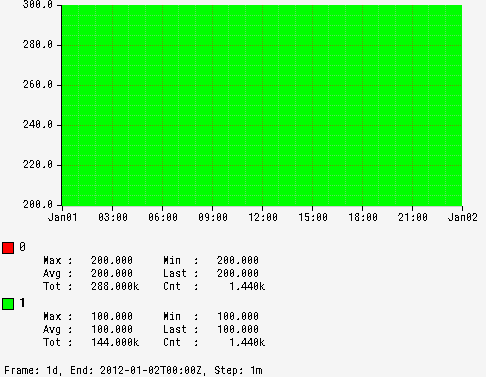 300.0
280.0
260.0
240.0
220.0
200.0
Jan01 03:00 06:00 09:00 12:00 15:00 18:00 21:00 Jan02
0
Max : 200.000 Min : 200.000
Avg : 200.000 Last : 200.000
Tot : 288.000k Cnt : 1.440k
1
Max : 100.000 Min : 100.000
Avg : 100.000 Last : 100.000
Tot : 144.000k Cnt : 1.440k
Frame: 1d, End: 2012-01-02T00:00Z, Step: 1m